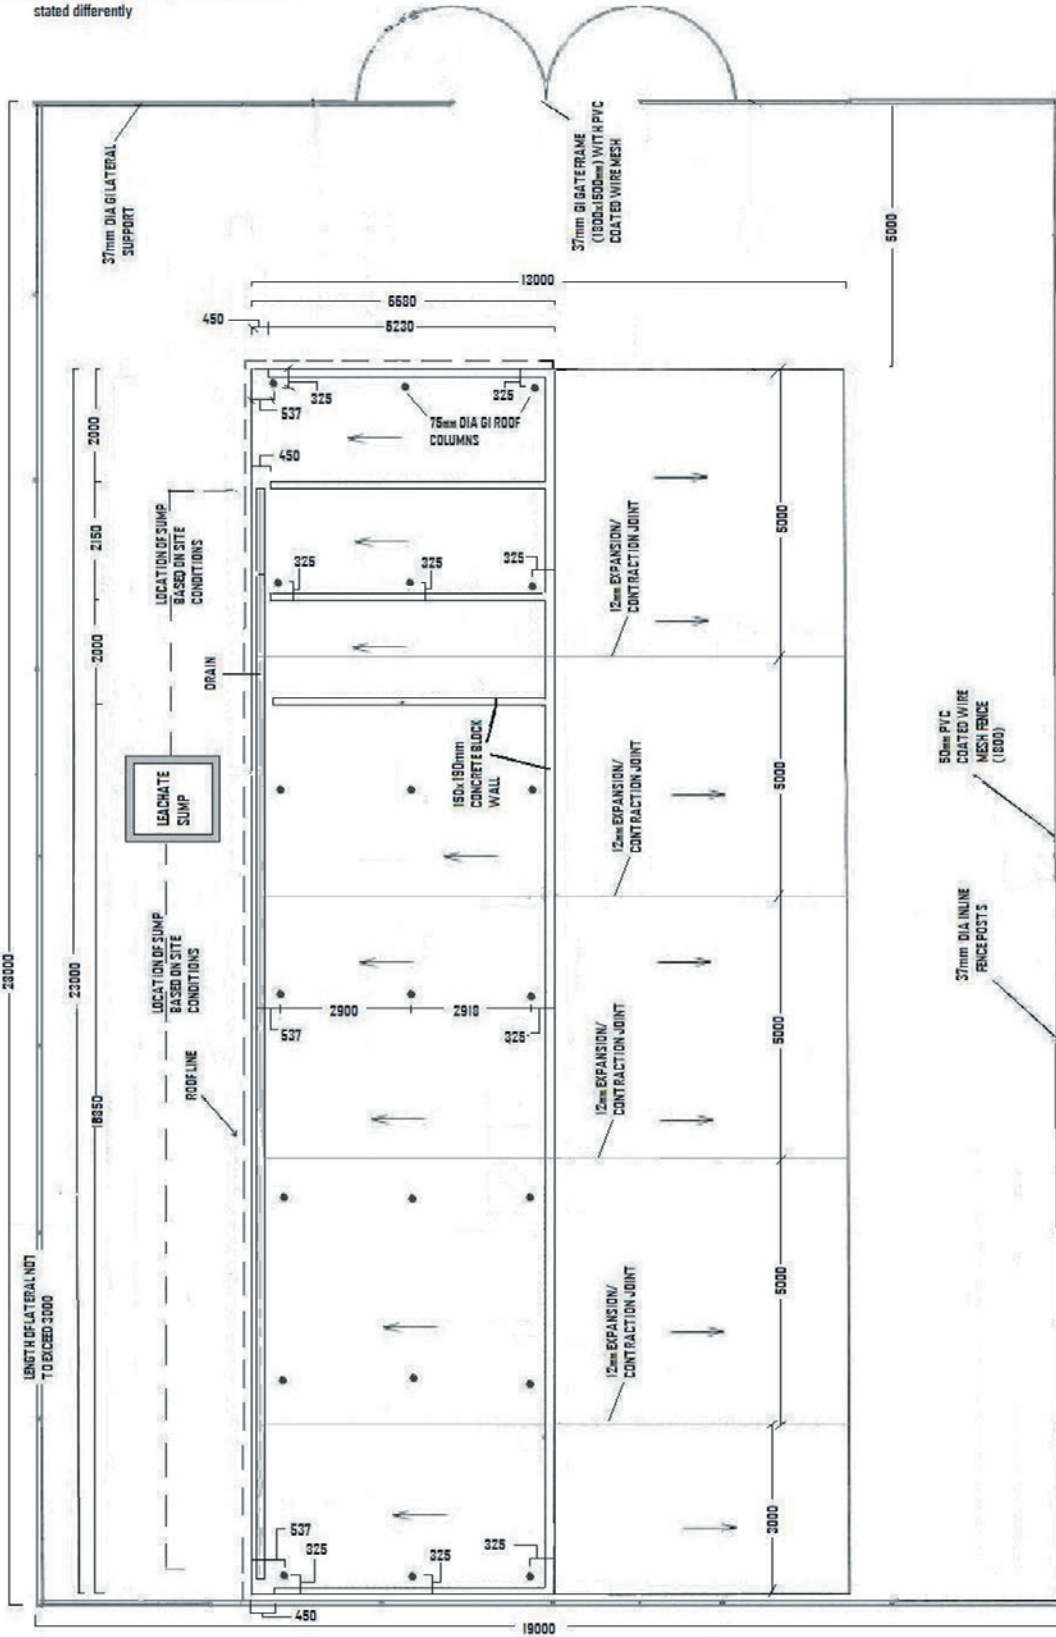 stated differently
37mm DIA GI LATERAL
SUPPORT
37mm GI GATE FRAME
(1800x1500mm) WITH PVC
COATED WIRE MESH
5000
13000
6680
6230
450
325
537
325
75mm DIA GI ROOF
COLUMNS
450
2000
2150
2000
LOCATION OF SUMP
BASED ON SITE
CONDITIONS
325
325
325
5000
12mm EXPANSION/
CONTRACTION JOINT
DRAIN
LEACHATE
SUMP
150x190mm
CONCRETE BLOCK
WALL
12mm EXPANSION/
CONTRACTION JOINT
5000
50mm PVC
COATED WIRE
MESH FENCE
(1800)
37mm DIA INLINE
FENCE POSTS
28000
23000
LOCATION OF SUMP
BASED ON SITE
CONDITIONS
2900
2910
537
325
12mm EXPANSION/
CONTRACTION JOINT
5000
ROOF LINE
16850
LENGTH OF LATERAL NOT
TO EXCEED 3000
12mm EXPANSION/
CONTRACTION JOINT
5000
537
325
325
325
3000
450
19000